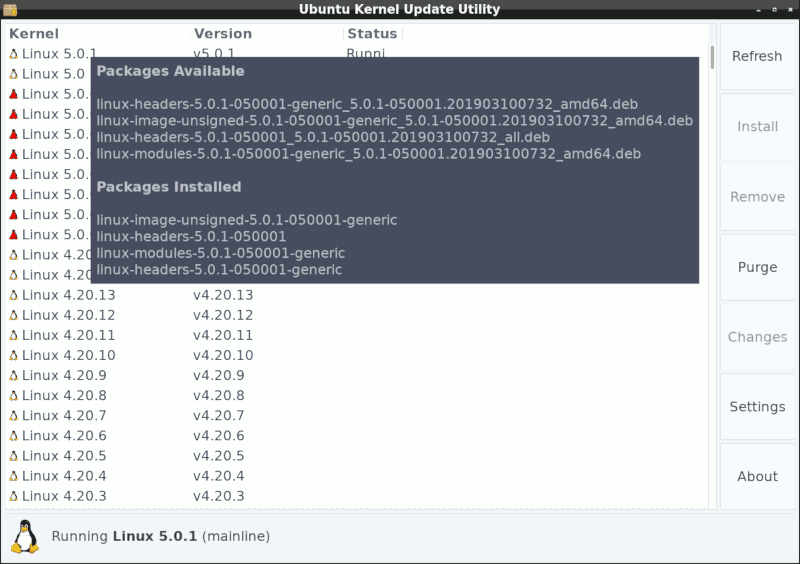 Ubuntu Kernel Update Utility
Kernel Version Status
Linux 5.0.1 v5.0.1 Runni
Linux 5.0
Linux 5.0.
Linux 5.0.
Linux 5.0.
Linux 5.0.
Linux 5.0.
Linux 5.0.
Linux 5.0.
Linux 5.0.
Linux 4.20
Linux 4.20.
Packages Available
linux-headers-5.0.1-050001-generic_5.0.1-050001.201903100732_amd64.deb
linux-image-unsigned-5.0.1-050001-generic_5.0.1-050001.201903100732_amd64.deb
linux-headers-5.0.1-050001_5.0.1-050001.201903100732_all.deb
linux-modules-5.0.1-050001-generic_5.0.1-050001.201903100732_amd64.deb
Packages Installed
linux-image-unsigned-5.0.1-050001-generic
linux-headers-5.0.1-050001
linux-modules-5.0.1-050001-generic
linux-headers-5.0.1-050001-generic
Linux 4.20.13 v4.20.13
Linux 4.20.12 v4.20.12
Linux 4.20.11 v4.20.11
Linux 4.20.10 v4.20.10
Linux 4.20.9 v4.20.9
Linux 4.20.8 v4.20.8
Linux 4.20.7 v4.20.7
Linux 4.20.6 v4.20.6
Linux 4.20.5 v4.20.5
Linux 4.20.4 v4.20.4
Linux 4.20.3 v4.20.3
Refresh
Install
Remove
Purge
Changes
Settings
About
Running Linux 5.0.1 (mainline)